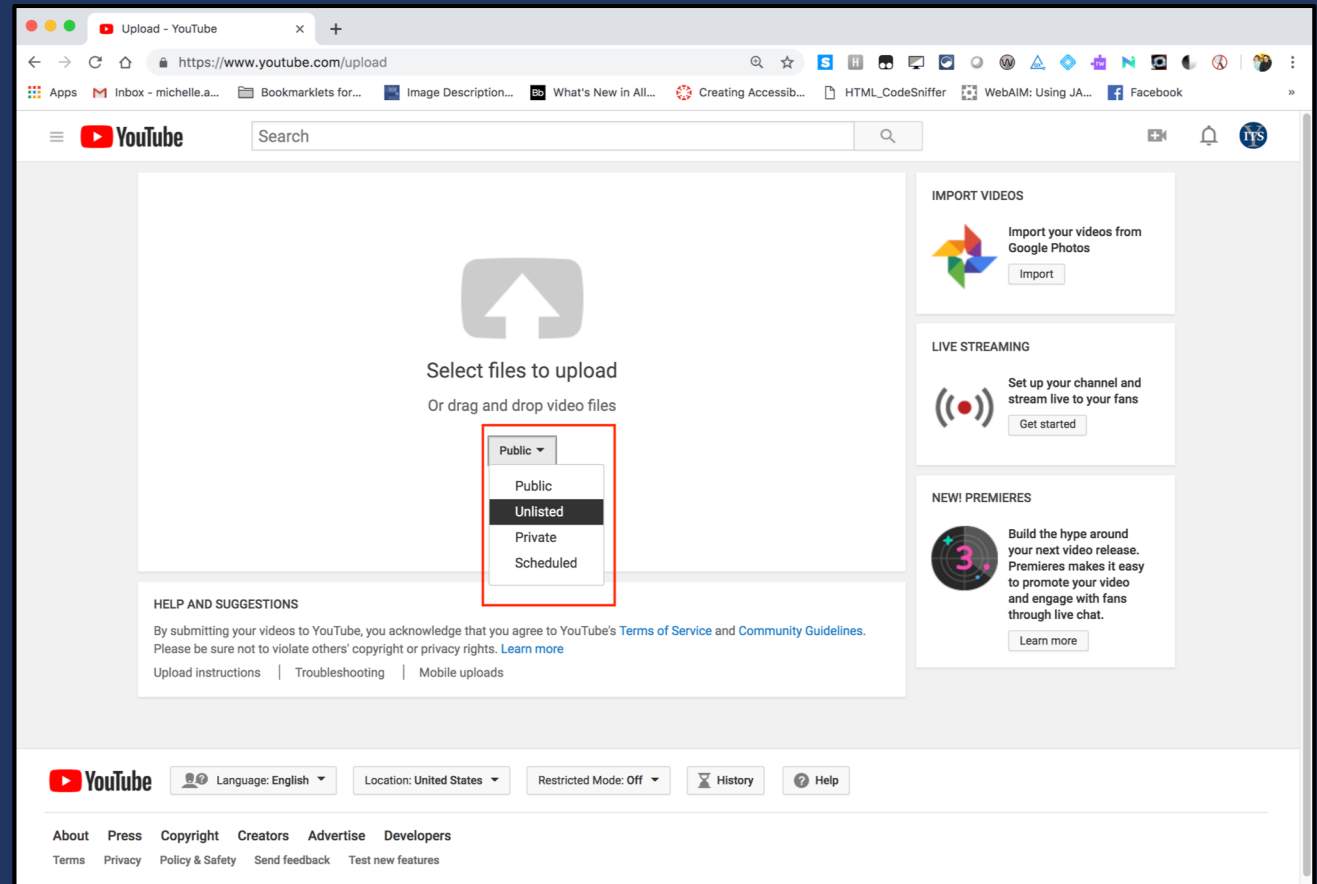 Upload - YouTube
https://www.youtube.com/upload
Apps
Inbox - michelle.a...
Bookmarklets for...
Image Description...
Bb What's New in All...
Creating Accessib...
HTML_CodeSniffer
WebAIM: Using JA...
Facebook
»
YouTube
Search
ITS
Select files to upload
Or drag and drop video files
Public
Public
Unlisted
Private
Scheduled
IMPORT VIDEOS
Import your videos from
Google Photos
Import
LIVE STREAMING
Set up your channel and
stream live to your fans
Get started
NEW! PREMIERES
3
Build the hype around
your next video release.
Premieres makes it easy
to promote your video
and engage with fans
through live chat.
Learn more
HELP AND SUGGESTIONS
By submitting your videos to YouTube, you acknowledge that you agree to YouTube's Terms of Service and Community Guidelines.
Please be sure not to violate others' copyright or privacy rights. Learn more
Upload instructions | Troubleshooting | Mobile uploads
YouTube
Language: English
Location: United States
Restricted Mode: Off
History
Help
About Press Copyright Creators Advertise Developers
Terms Privacy Policy & Safety Send feedback Test new features